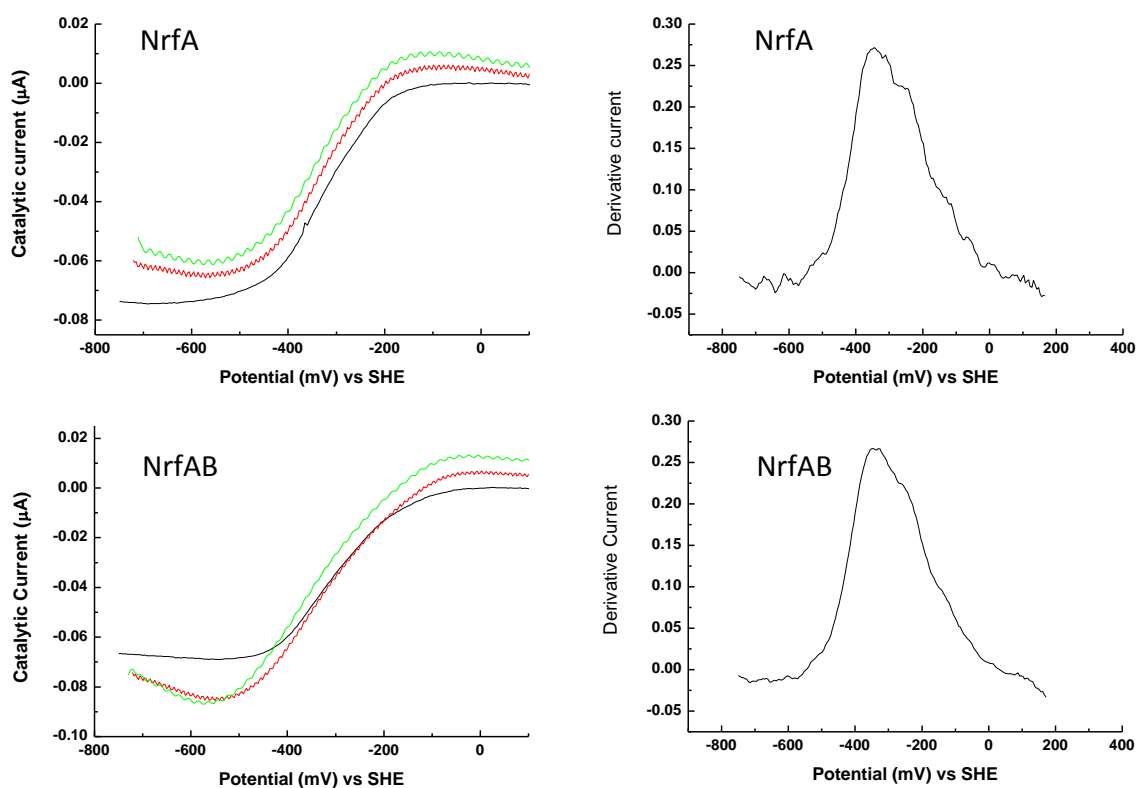 NrfA
Catalytic current (µA)
0.02
0.00
-0.02
-0.04
-0.06
-0.08
-800 -600 -400 -200 0
Potential (mV) vs SHE
NrfA
Derivative current
0.30
0.25
0.20
0.15
0.10
0.05
0.00
-0.05
-800 -600 -400 -200 0 200 400
Potential (mV) vs SHE
NrfAB
Catalytic Current (µA)
0.02
0.00
-0.02
-0.04
-0.06
-0.08
-0.10
-800 -600 -400 -200 0
Potential (mV) vs SHE
NrfAB
Derivative Current
0.30
0.25
0.20
0.15
0.10
0.05
0.00
-0.05
-800 -600 -400 -200 0 200 400
Potential (mV) vs SHE